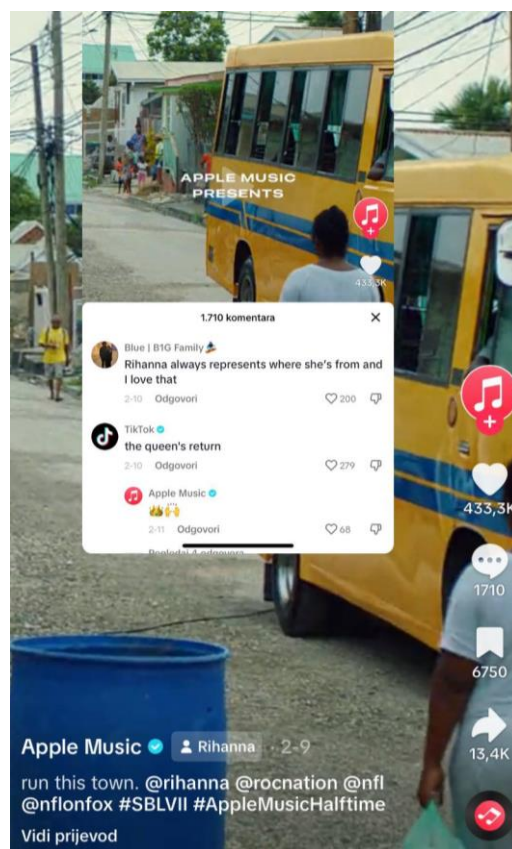 APPLE MUSIC
PRESENTS
433,3K
1.710 komentara
Blue | B1G Family
Rihanna always represents where she's from and
I love that
2-10 Odgovori 200
TikTok
the queen's return
2-10 Odgovori 279
Apple Music
👑🙌
2-11 Odgovori 68
433,3K
1710
6750
13,4K
Apple Music Rihanna · 2-9
run this town. @rihanna @rocnation @nfl
@nflonfox #SBLVII #AppleMusicHalftime
Vidi prijevod